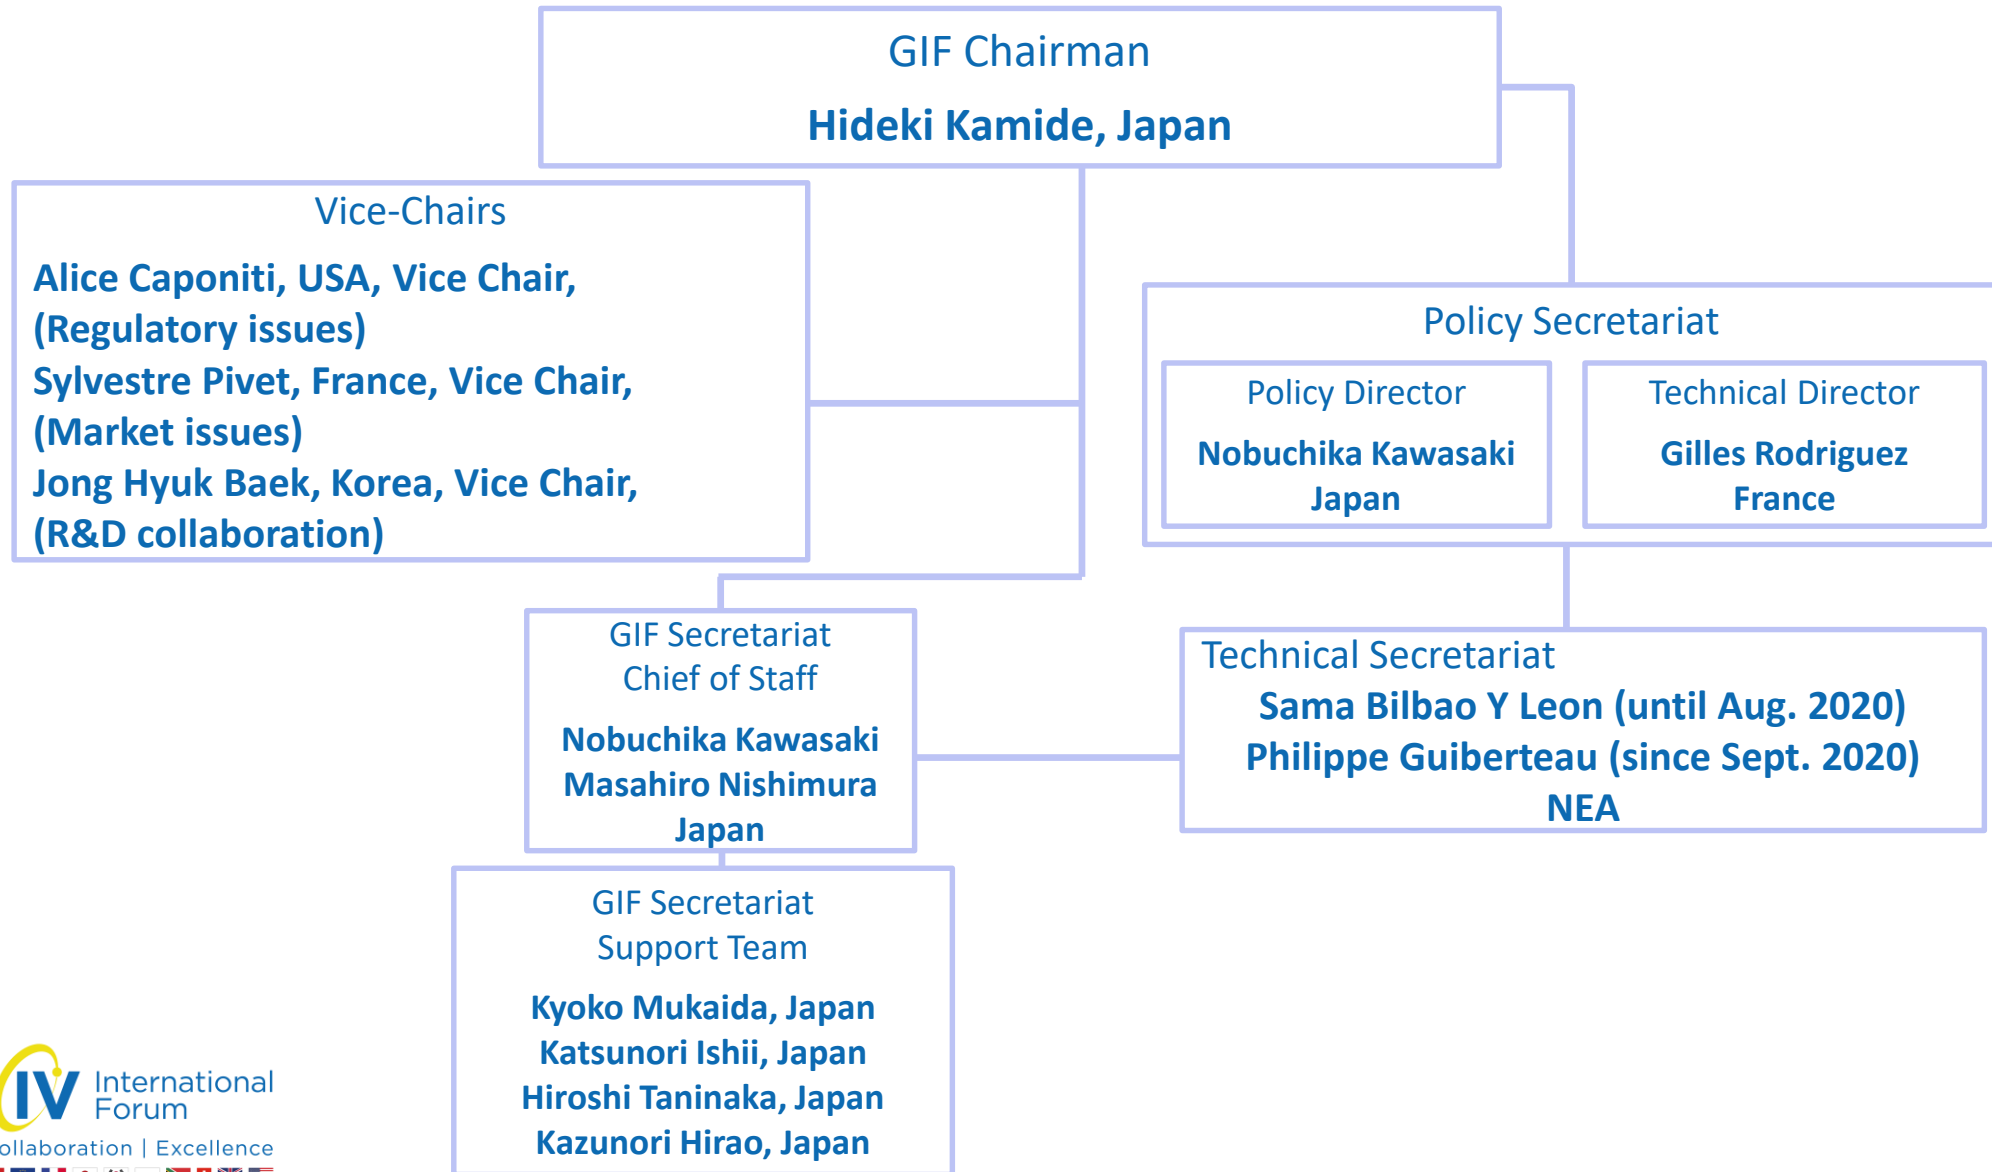 GIF Chairman
Hideki Kamide, Japan
Vice-Chairs
Alice Caponiti, USA, Vice Chair,
(Regulatory issues)
Sylvestre Pivet, France, Vice Chair,
(Market issues)
Jong Hyuk Baek, Korea, Vice Chair,
(R&D collaboration)
Policy Secretariat
Policy Director
Nobuchika Kawasaki
Japan
Technical Director
Gilles Rodriguez
France
GIF Secretariat
Chief of Staff
Nobuchika Kawasaki
Masahiro Nishimura
Japan
Technical Secretariat
Sama Bilbao Y Leon (until Aug. 2020)
Philippe Guiberteau (since Sept. 2020)
NEA
GIF Secretariat
Support Team
Kyoko Mukaida, Japan
Katsunori Ishii, Japan
Hiroshi Taninaka, Japan
Kazunori Hirao, Japan
IV International
Forum
ollaboration | Excellence